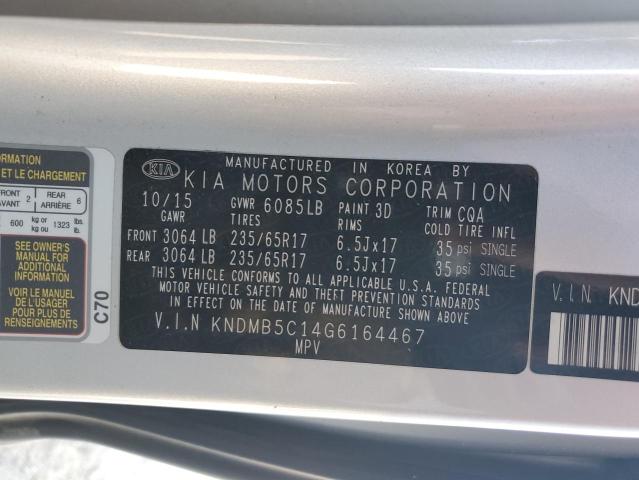 ORMATION
ET LE CHARGEMENT
FRONT 2 REAR 6
AVANT ARRIÈRE
600 kg or kg ou 1323 lbs. lb.
SEE OWNER'S
MANUAL FOR
ADDITIONAL
INFORMATION
VOIR LE MANUEL
DE L'USAGER
POUR PLUS DE
RENSEIGNEMENTS
C70
MANUFACTURED IN KOREA BY
KIA KIA MOTORS CORPORATION
10/15 GVWR 6085LB PAINT 3D TRIM CQA
GAWR TIRES RIMS COLD TIRE INFL
FRONT 3064 LB 235/65R17 6.5Jx17 35 psi SINGLE
REAR 3064 LB 235/65R17 6.5Jx17 35 psi SINGLE
THIS VEHICLE CONFORMS TO ALL APPLICABLE U.S.A. FEDERAL
MOTOR VEHICLE SAFETY AND THEFT PREVENTION STANDARDS
IN EFFECT ON THE DATE OF MANUFACTURE SHOWN ABOVE
V.I.N KNDMB5C14G6164467
MPV
V.I.N KND